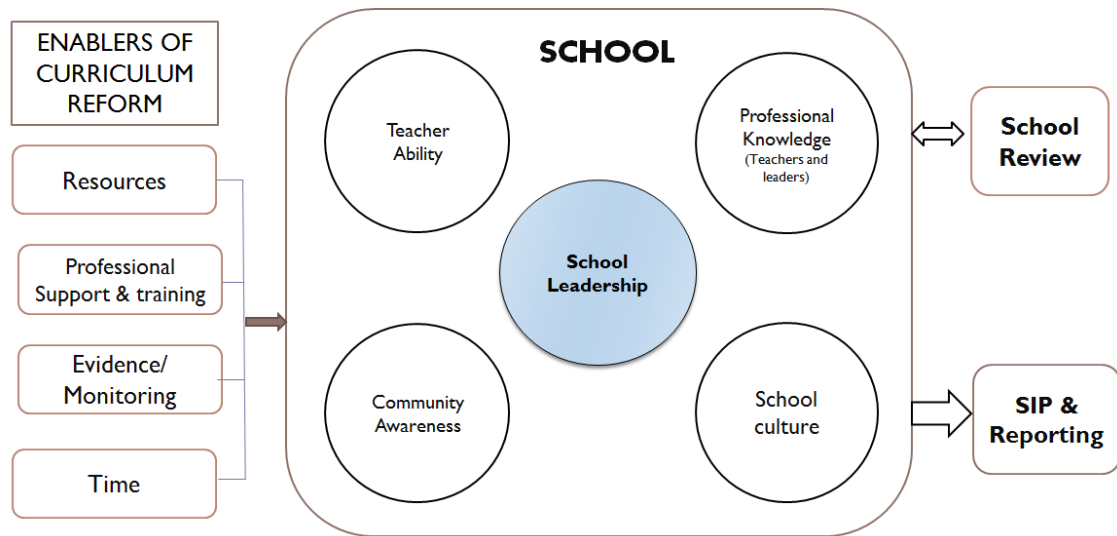 ENABLERS OF
CURRICULUM
REFORM
Resources
Professional
Support & training
Evidence/
Monitoring
Time
SCHOOL
Teacher
Ability
Professional
Knowledge
(Teachers and
leaders)
School
Leadership
Community
Awareness
School
culture
School
Review
SIP &
Reporting